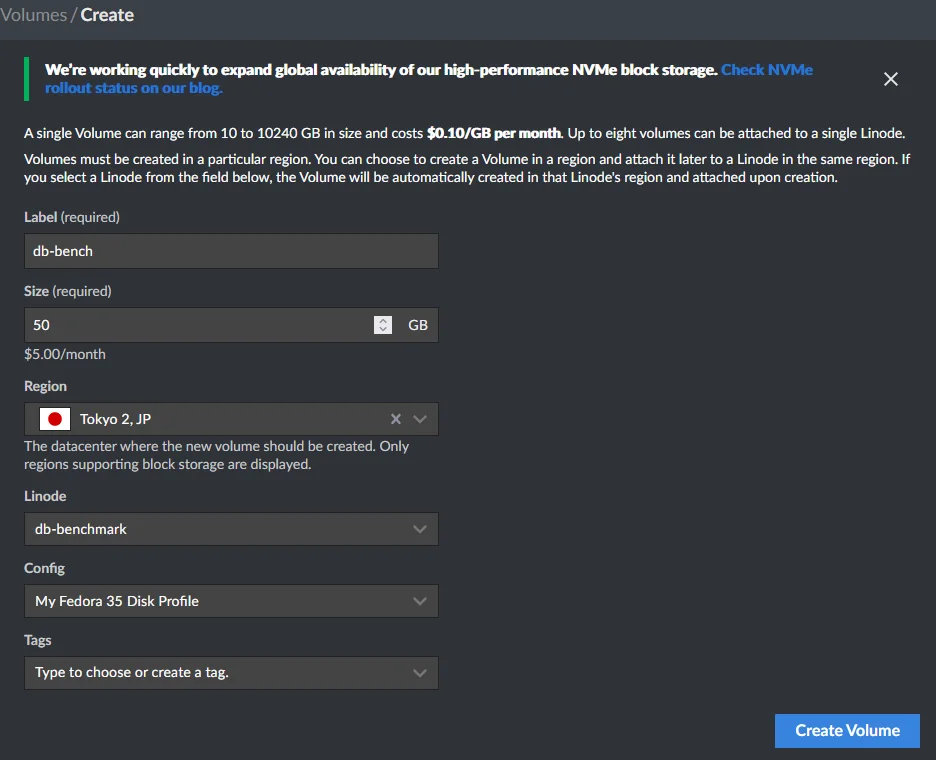 Volumes / Create
We're working quickly to expand global availability of our high-performance NVMe block storage. Check NVMe
rollout status on our blog.
A single Volume can range from 10 to 10240 GB in size and costs $0.10/GB per month. Up to eight volumes can be attached to a single Linode.
Volumes must be created in a particular region. You can choose to create a Volume in a region and attach it later to a Linode in the same region. If
you select a Linode from the field below, the Volume will be automatically created in that Linode's region and attached upon creation.
Label (required)
db-bench
Size (required)
50 GB
$5.00/month
Region
Tokyo 2, JP
The datacenter where the new volume should be created. Only
regions supporting block storage are displayed.
Linode
db-benchmark
Config
My Fedora 35 Disk Profile
Tags
Type to choose or create a tag.
Create Volume